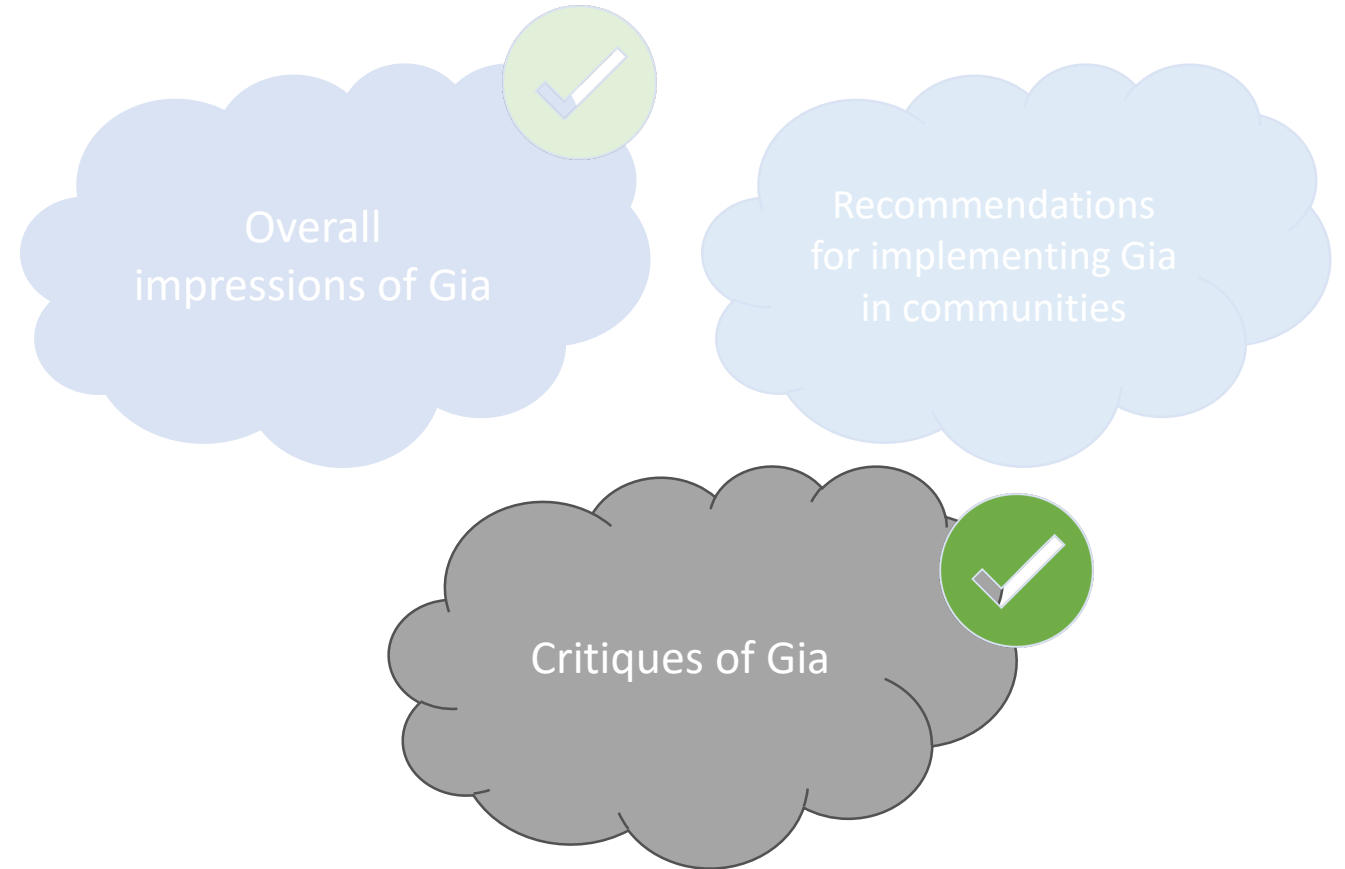 Overall
impressions of Gia
Recommendations
for implementing Gia
in communities
Critiques of Gia